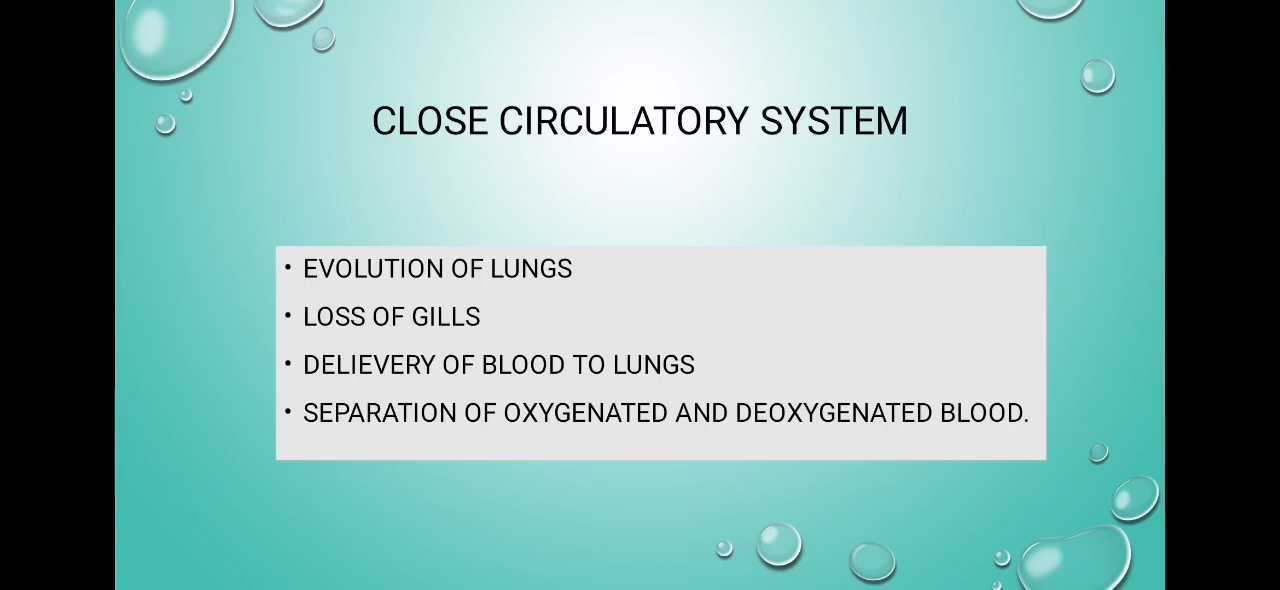 CLOSE CIRCULATORY SYSTEM
• EVOLUTION OF LUNGS
• LOSS OF GILLS
• DELIEVERY OF BLOOD TO LUNGS
• SEPARATION OF OXYGENATED AND DEOXYGENATED BLOOD.